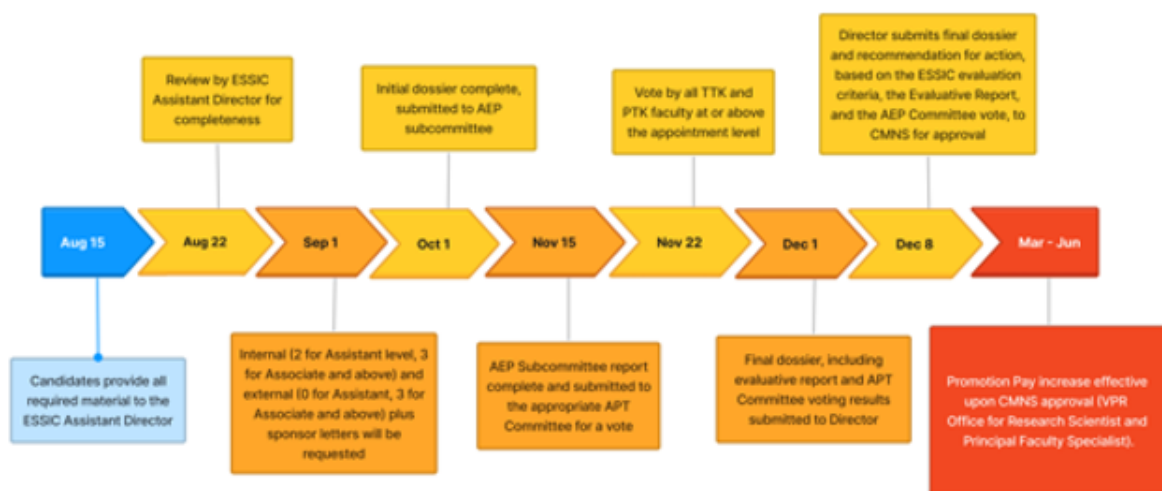 Review by ESSIC
Assistant Director for
completeness
Initial dossier complete,
submitted to AEP
subcommittee
Vote by all TTK and
PTK faculty at or above
the appointment level
Director submits final dossier
and recommendation for action,
based on the ESSIC evaluation
criteria, the Evaluative Report,
and the AEP Committee vote, to
CMNS for approval
Aug 15
Aug 22
Sep 1
Oct 1
Nov 15
Nov 22
Dec 1
Dec 8
Mar - Jun
Candidates provide all
required material to the
ESSIC Assistant Director
Internal (2 for Assistant level, 3
for Associate and above) and
external (0 for Assistant, 3 for
Associate and above) plus
sponsor letters will be
requested
AEP Subcommittee report
complete and submitted to
the appropriate APT
Committee for a vote
Final dossier, including
evaluative report and APT
Committee voting results
submitted to Director
Promotion Pay increase effective
upon CMNS approval (VPR
Office for Research Scientist and
Principal Faculty Specialist).